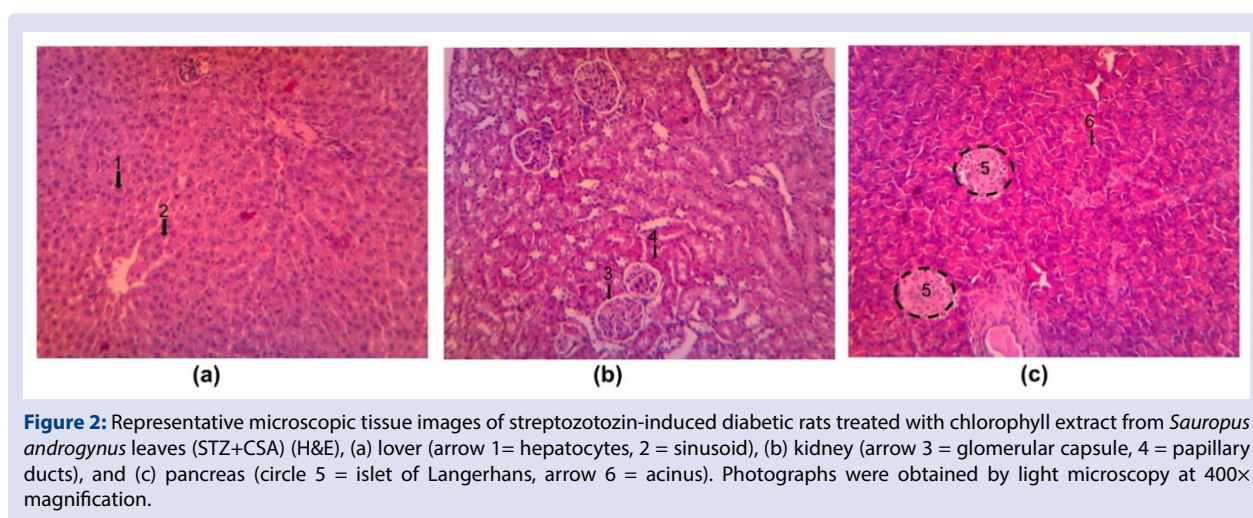 1
2
3
4
5
5
6
(a)
(b)
(c)
Figure 2: Representative microscopic tissue images of streptozotozin-induced diabetic rats treated with chlorophyll extract from Sauropus
androgynus leaves (STZ+CSA) (H&E), (a) lover (arrow 1= hepatocytes, 2 = sinusoid), (b) kidney (arrow 3 = glomerular capsule, 4 = papillary
ducts), and (c) pancreas (circle 5 = islet of Langerhans, arrow 6 = acinus). Photographs were obtained by light microscopy at 400×
magnification.